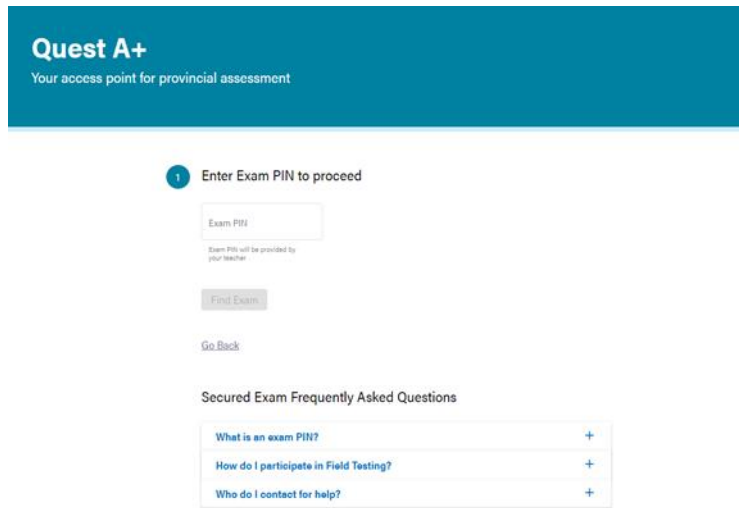 Quest A+
Your access point for provincial assessment
1 Enter Exam PIN to proceed
Exam PIN
Exam PIN will be provided by
your teacher
Find Exam
Go Back
Secured Exam Frequently Asked Questions
What is an exam PIN? +
How do I participate in Field Testing? +
Who do I contact for help? +